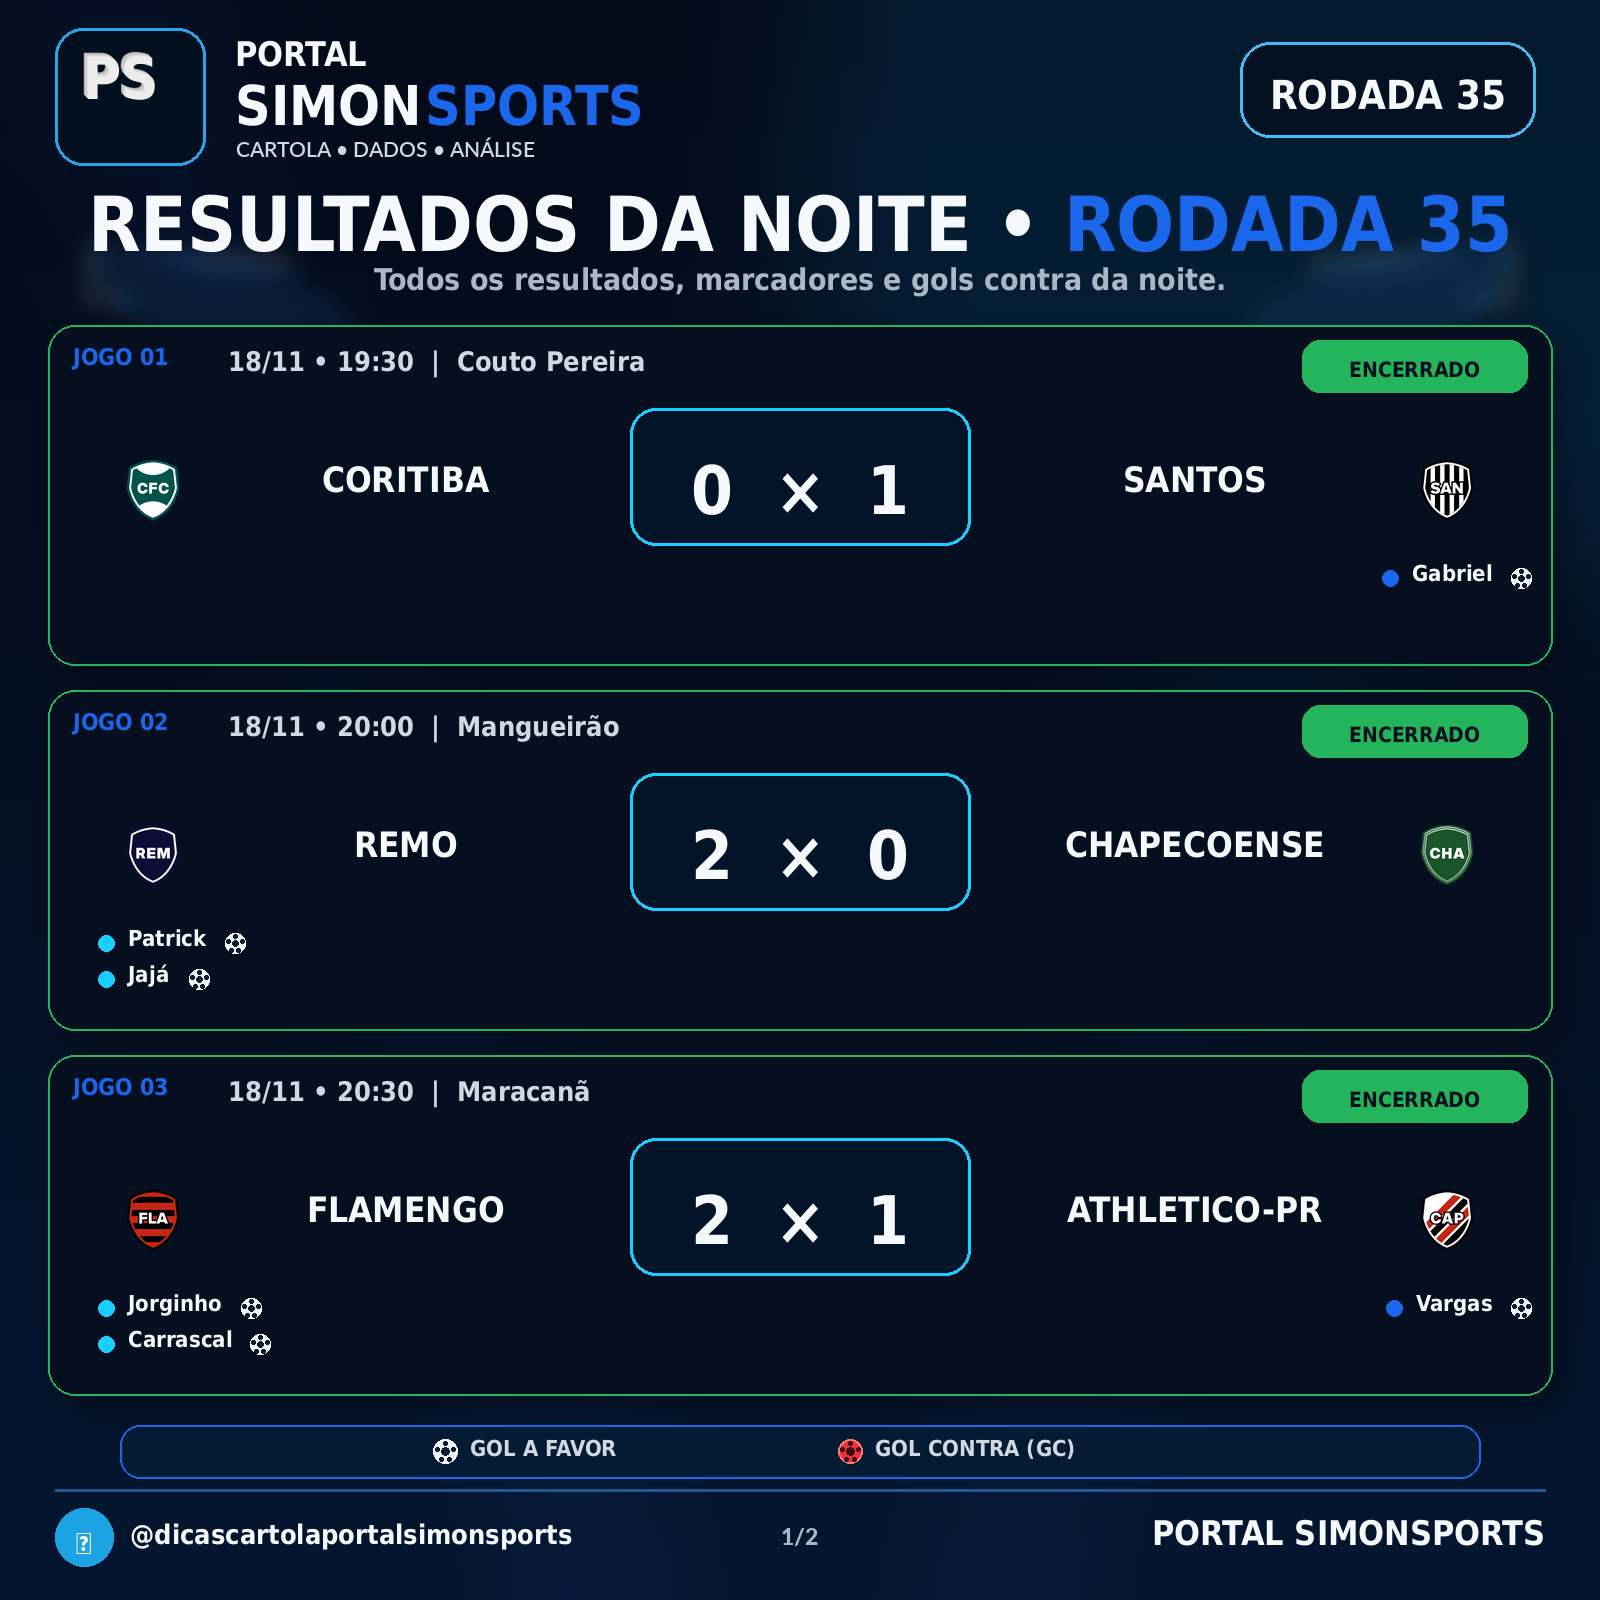 PS
PORTAL
SIMONSPORTS
CARTOLA • DADOS • ANÁLISE
RODADA 35
RESULTADOS DA NOITE • RODADA 35
Todos os resultados, marcadores e gols contra da noite.
JOGO 01
18/11 • 19:30 | Couto Pereira
ENCERRADO
CFC
CORITIBA
0 × 1
SANTOS
SAN
Gabriel
JOGO 02
18/11 • 20:00 | Mangueirão
ENCERRADO
REM
REMO
2 × 0
CHAPECOENSE
CHA
Patrick
Jajá
JOGO 03
18/11 • 20:30 | Maracanã
ENCERRADO
FLA
FLAMENGO
2 × 1
ATHLETICO-PR
CAP
Jorginho
Carrascal
Vargas
GOL A FAVOR
GOL CONTRA (GC)
@dicascartolaportalsimonsports
1/2
PORTAL SIMONSPORTS